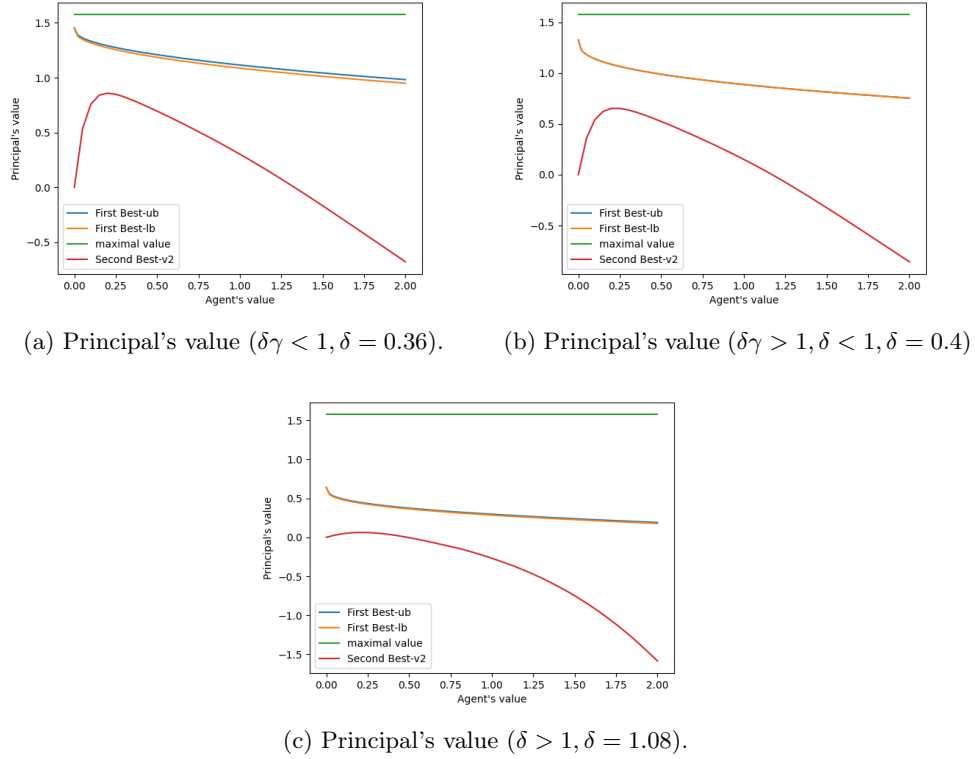 1.5
1.0
0.5
0.0
−0.5
Principal's value
First Best-ub
First Best-lb
maximal value
Second Best-v2
0.00 0.25 0.50 0.75 1.00 1.25 1.50 1.75 2.00
Agent's value
(a) Principal's value (δγ < 1, δ = 0.36).
1.5
1.0
0.5
0.0
−0.5
Principal's value
First Best-ub
First Best-lb
maximal value
Second Best-v2
0.00 0.25 0.50 0.75 1.00 1.25 1.50 1.75 2.00
Agent's value
(b) Principal's value (δγ > 1, δ < 1, δ = 0.4)
1.5
1.0
0.5
0.0
−0.5
−1.0
−1.5
Principal's value
First Best-ub
First Best-lb
maximal value
Second Best-v2
0.00 0.25 0.50 0.75 1.00 1.25 1.50 1.75 2.00
Agent's value
(c) Principal's value (δ > 1, δ = 1.08).